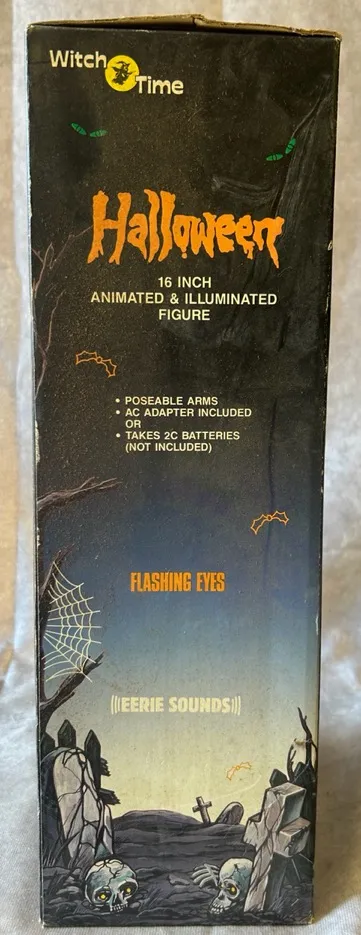 Witch Time
Halloween
16 INCH
ANIMATED & ILLUMINATED
FIGURE
• POSEABLE ARMS
• AC ADAPTER INCLUDED
OR
• TAKES 2C BATTERIES
(NOT INCLUDED)
FLASHING EYES
EERIE SOUNDS